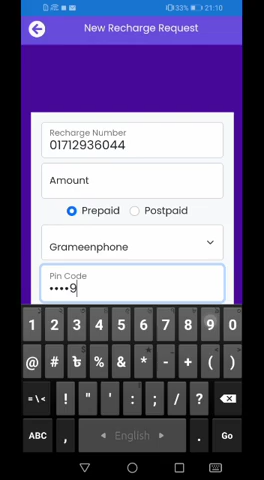 33% 21:10
New Recharge Request
Recharge Number
01712936044
Amount
Prepaid Postpaid
Grameenphone
Pin Code
••••9
1 2 3 4 5 6 7 8 9 0
@ # ৳ % & * - + ( )
= \ < ! " ' : ; / ?
ABC , English . Go